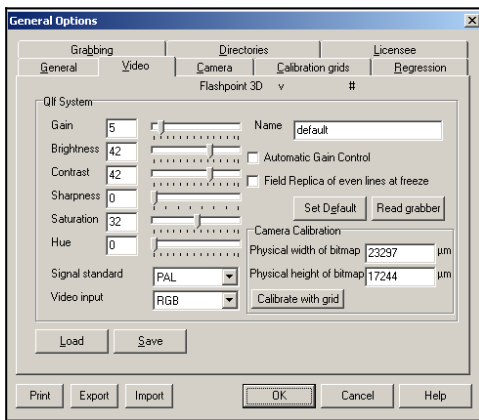 General Options
Grabbing Directories Licensee
General Video Camera Calibration grids Regression
Flashpoint 3D v #
Qlf System
Gain 5
Name default
Brightness 42
Automatic Gain Control
Contrast 42
Field Replica of even lines at freeze
Sharpness 0
Set Default Read grabber
Saturation 32
Camera Calibration
Hue 0
Physical width of bitmap 23297 µm
Signal standard PAL
Physical height of bitmap 17244 µm
Video input RGB
Calibrate with grid
Load Save
Print Export Import OK Cancel Help